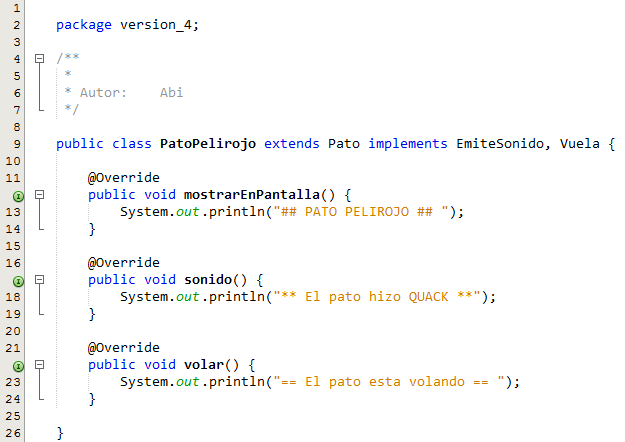 1
2 package version_4;
3
4 /**
5 *
6 * Autor: Abi
7 */
8
9 public class PatoPelirojo extends Pato implements EmiteSonido, Vuela {
10
11 @Override
public void mostrarEnPantalla() {
13 System.out.println("## PATO PELIROJO ## ");
14 }
15
16 @Override
public void sonido() {
18 System.out.println("** El pato hizo QUACK **");
19 }
20
21 @Override
public void volar() {
23 System.out.println("== El pato esta volando == ");
24 }
25
26 }